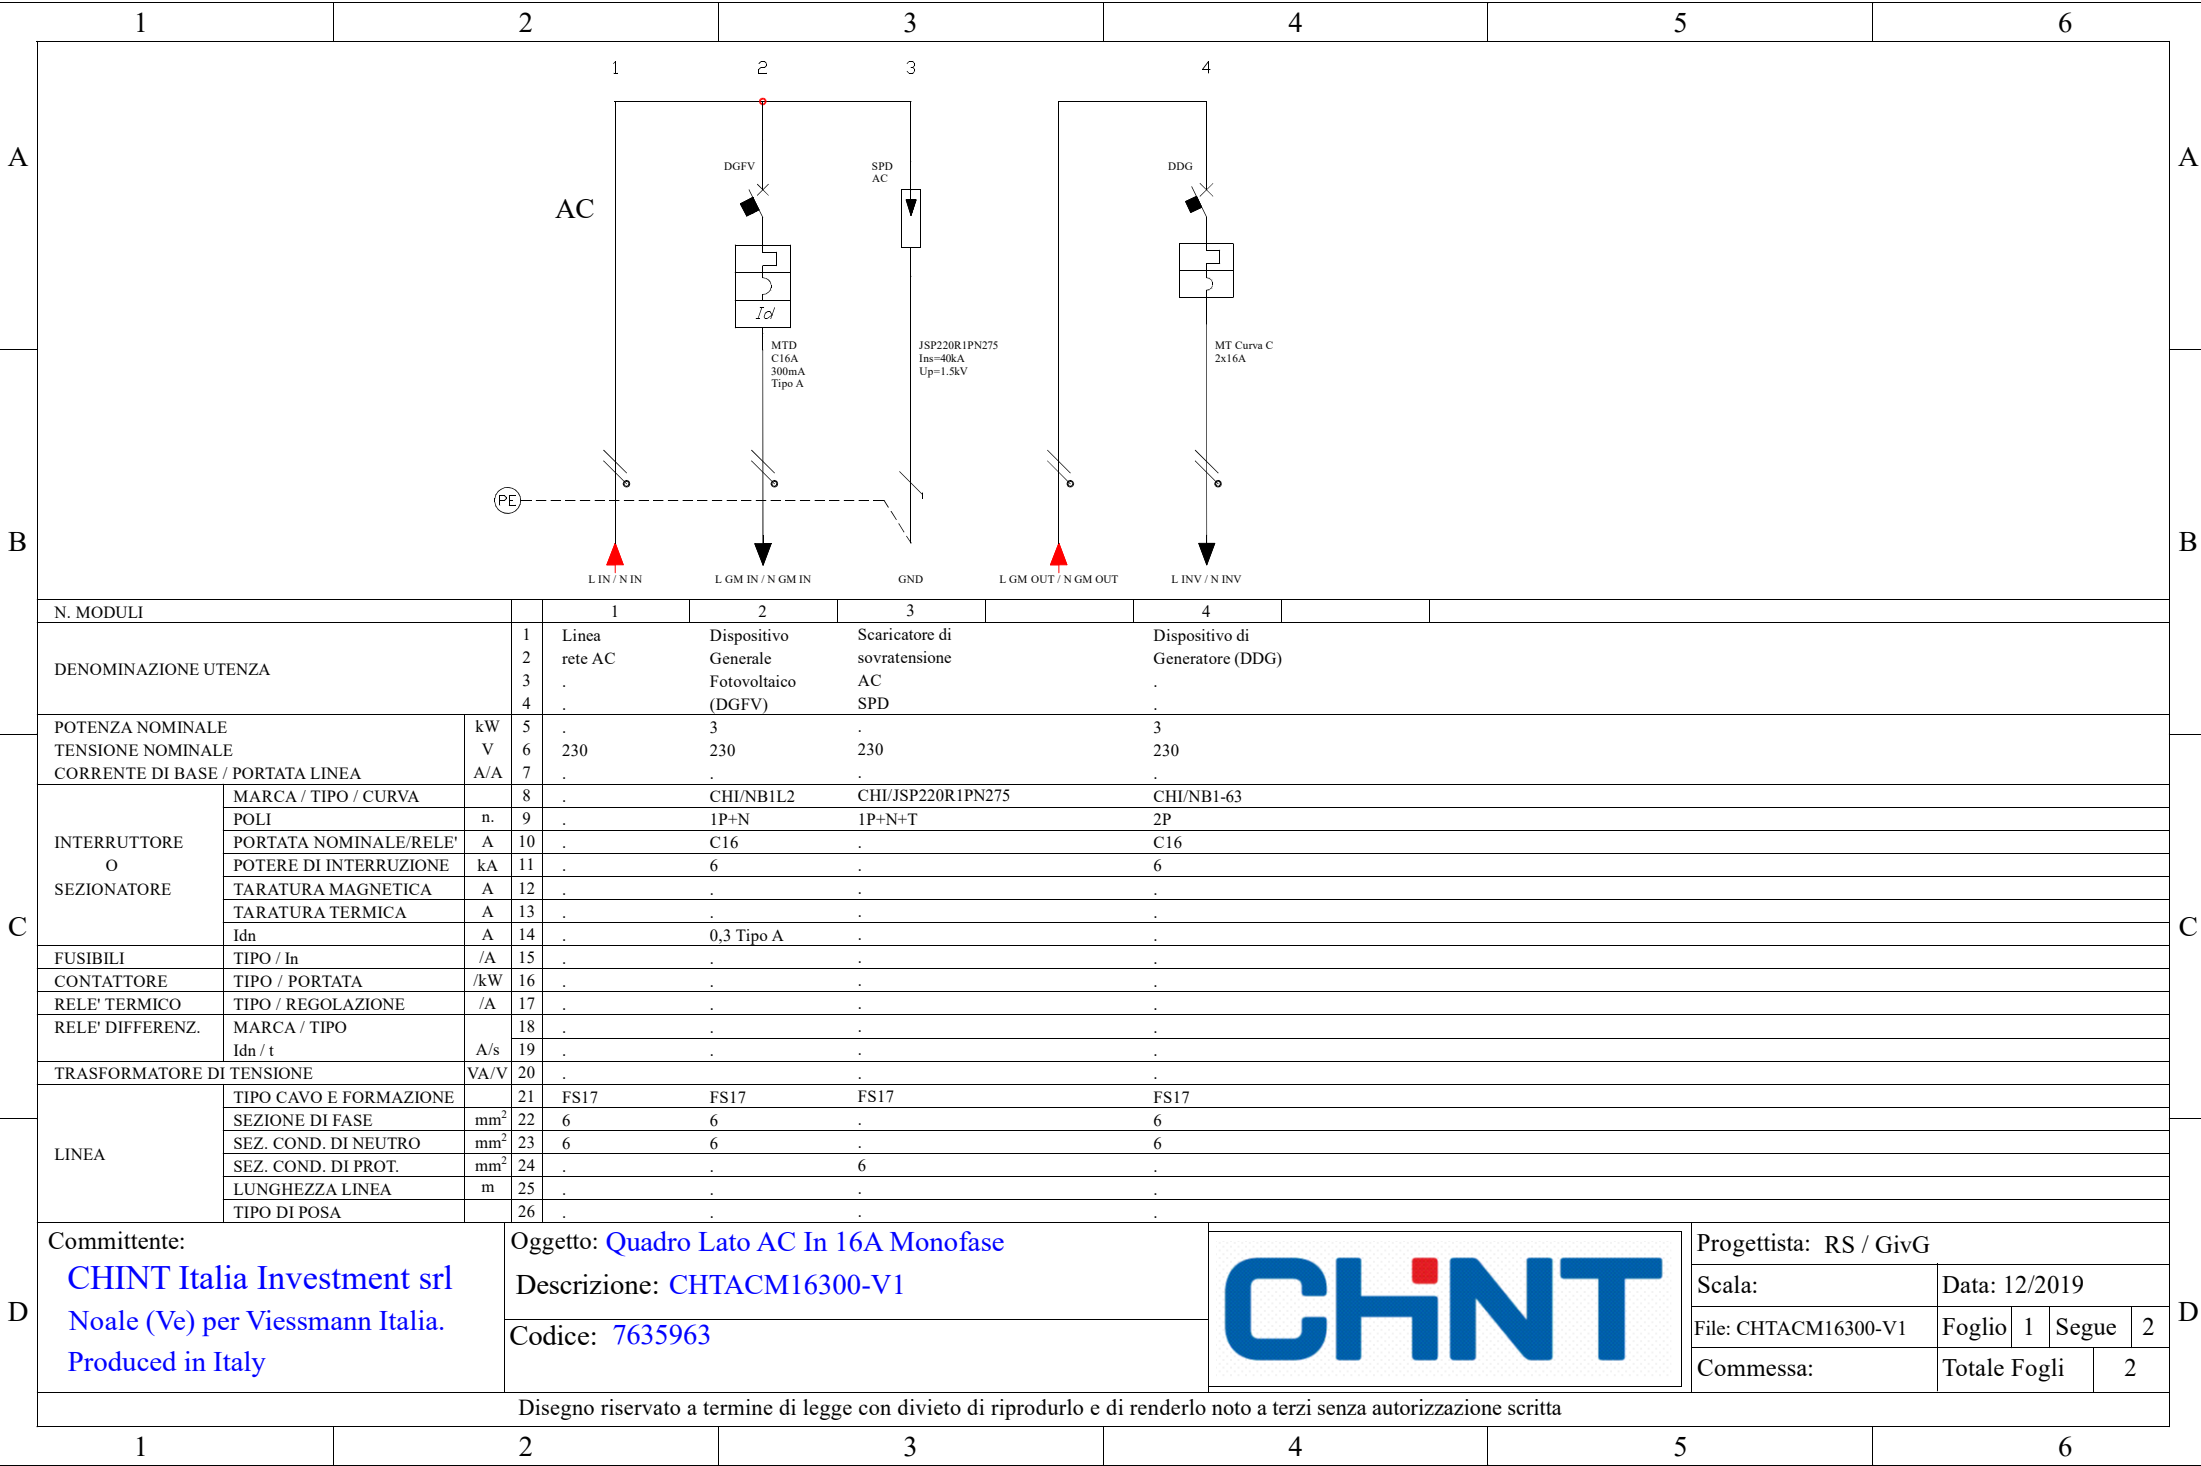 1 2 3 4 5 6
1 2 3 4
A A
DGFV SPD DDG
AC
AC
Id
MTD JSP220R1PN275 MT Curva C
C16A Ins=40kA 2x16A
300mA Up=1.5kV
Tipo A
PE
B B
L IN / N IN L GM IN / N GM IN GND L GM OUT / N GM OUT L INV / N INV
N. MODULI 1 2 3 4
DENOMINAZIONE UTENZA
1 Linea Dispositivo Scaricatore di Dispositivo di
2 rete AC Generale sovratensione Generatore (DDG)
3 . Fotovoltaico AC .
4 . (DGFV) SPD .
POTENZA NOMINALE kW 5 . 3 . 3
TENSIONE NOMINALE V 6 230 230 230 230
CORRENTE DI BASE / PORTATA LINEA A/A 7 . . . .
INTERRUTTORE
O
SEZIONATORE
MARCA / TIPO / CURVA 8 . CHI/NB1L2 CHI/JSP220R1PN275 CHI/NB1-63
POLI n. 9 . 1P+N 1P+N+T 2P
PORTATA NOMINALE/RELE' A 10 . C16 . C16
POTERE DI INTERRUZIONE kA 11 . 6 . 6
TARATURA MAGNETICA A 12 . . . .
TARATURA TERMICA A 13 . . . .
Idn A 14 . 0,3 Tipo A . .
C C
FUSIBILI TIPO / In /A 15 . . . .
CONTATTORE TIPO / PORTATA /kW 16 . . . .
RELE' TERMICO TIPO / REGOLAZIONE /A 17 . . . .
RELE' DIFFERENZ. MARCA / TIPO 18 . . . .
Idn / t A/s 19 . . . .
TRASFORMATORE DI TENSIONE VA/V 20 . . . .
LINEA
TIPO CAVO E FORMAZIONE 21 FS17 FS17 FS17 FS17
SEZIONE DI FASE mm² 22 6 6 . 6
SEZ. COND. DI NEUTRO mm² 23 6 6 . 6
SEZ. COND. DI PROT. mm² 24 . . 6 .
LUNGHEZZA LINEA m 25 . . . .
TIPO DI POSA 26 . . . .
D D
Committente:
CHINT Italia Investment srl
Noale (Ve) per Viessmann Italia.
Produced in Italy
Oggetto: Quadro Lato AC In 16A Monofase
Descrizione: CHTACM16300-V1
Codice: 7635963
CHINT
Progettista: RS / GivG
Scala: Data: 12/2019
File: CHTACM16300-V1 Foglio 1 Segue 2
Commessa: Totale Fogli 2
Disegno riservato a termine di legge con divieto di riprodurlo e di renderlo noto a terzi senza autorizzazione scritta
1 2 3 4 5 6